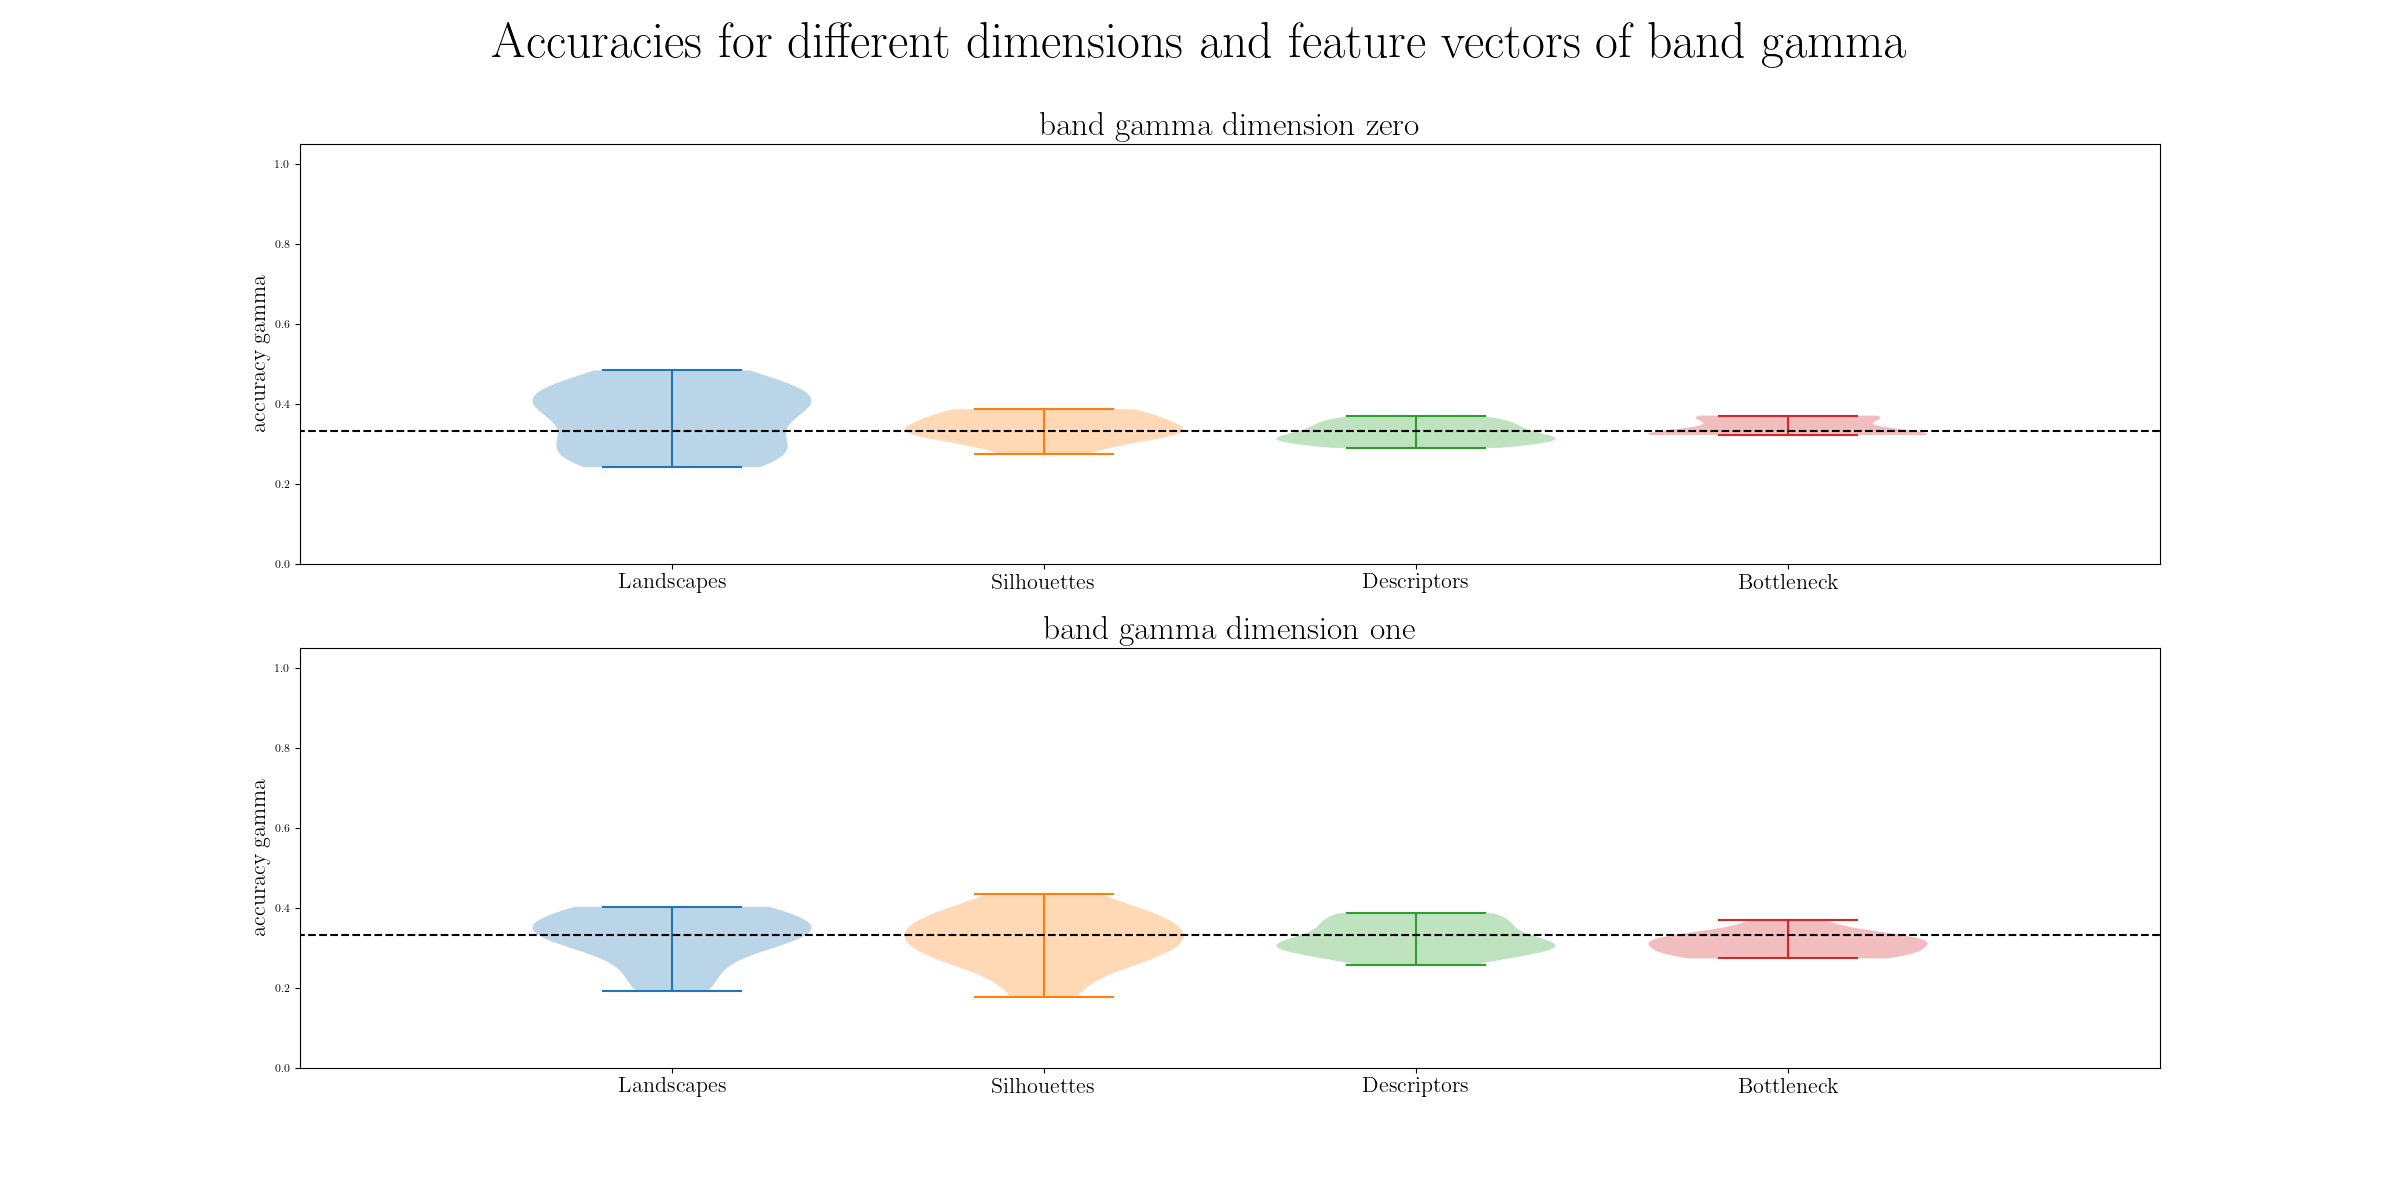 Accuracies for different dimensions and feature vectors of band gamma
band gamma dimension zero
1.0
0.8
0.6
0.4
0.2
0.0
accuracy gamma
Landscapes Silhouettes Descriptors Bottleneck
band gamma dimension one
1.0
0.8
0.6
0.4
0.2
0.0
accuracy gamma
Landscapes Silhouettes Descriptors Bottleneck